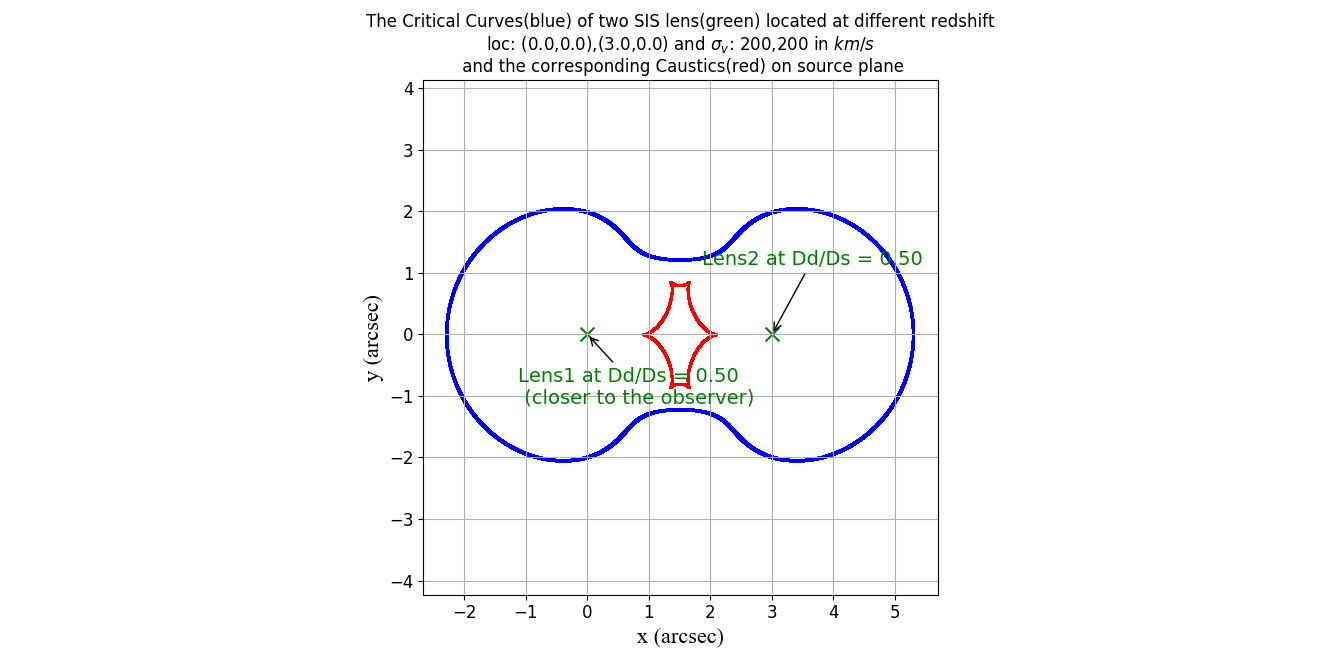 The Critical Curves(blue) of two SIS lens(green) located at different redshift
loc: (0.0,0.0),(3.0,0.0) and σv: 200,200 in km/s
and the corresponding Caustics(red) on source plane
4
3
2
1
0
−1
−2
−3
−4
y (arcsec)
Lens2 at Dd/Ds = 0.50
Lens1 at Dd/Ds = 0.50
(closer to the observer)
−2 −1 0 1 2 3 4 5
x (arcsec)